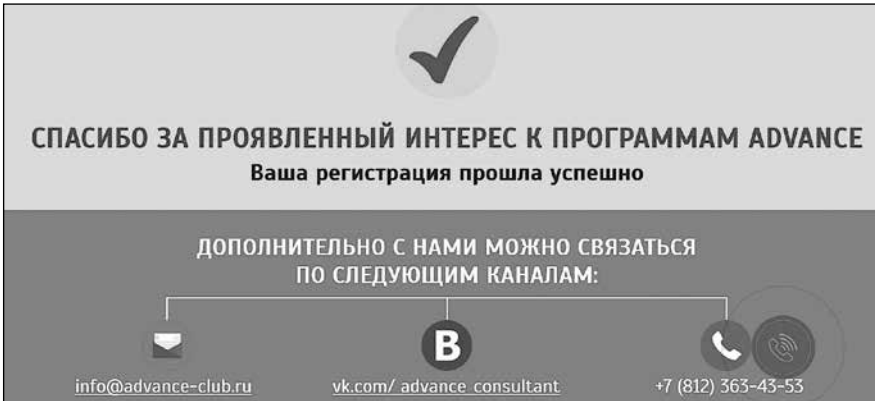 СПАСИБО ЗА ПРОЯВЛЕННЫЙ ИНТЕРЕС К ПРОГРАММАМ ADVANCE
Ваша регистрация прошла успешно
ДОПОЛНИТЕЛЬНО С НАМИ МОЖНО СВЯЗАТЬСЯ
ПО СЛЕДУЮЩИМ КАНАЛАМ:
B
info@advance-club.ru vk.com/ advance consultant +7 (812) 363-43-53